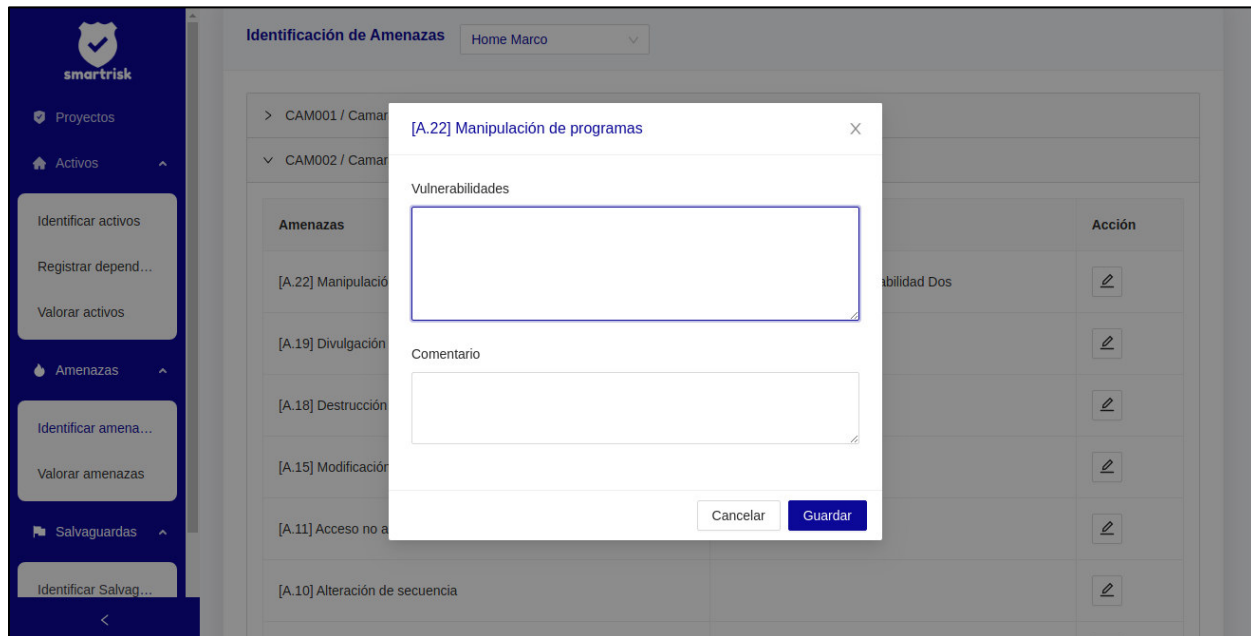 smartrisk
Proyectos
Activos
Identificar activos
Registrar depend...
Valorar activos
Amenazas
Identificar amena...
Valorar amenazas
Salvaguardas
Identificar Salvag...
Identificación de Amenazas
Home Marco
CAM001 / Camar
CAM002 / Camar
Amenazas
Acción
[A.22] Manipulació
abilidad Dos
[A.19] Divulgación
[A.18] Destrucción
[A.15] Modificación
[A.11] Acceso no a
[A.10] Alteración de secuencia
[A.22] Manipulación de programas
Vulnerabilidades
Comentario
Cancelar
Guardar